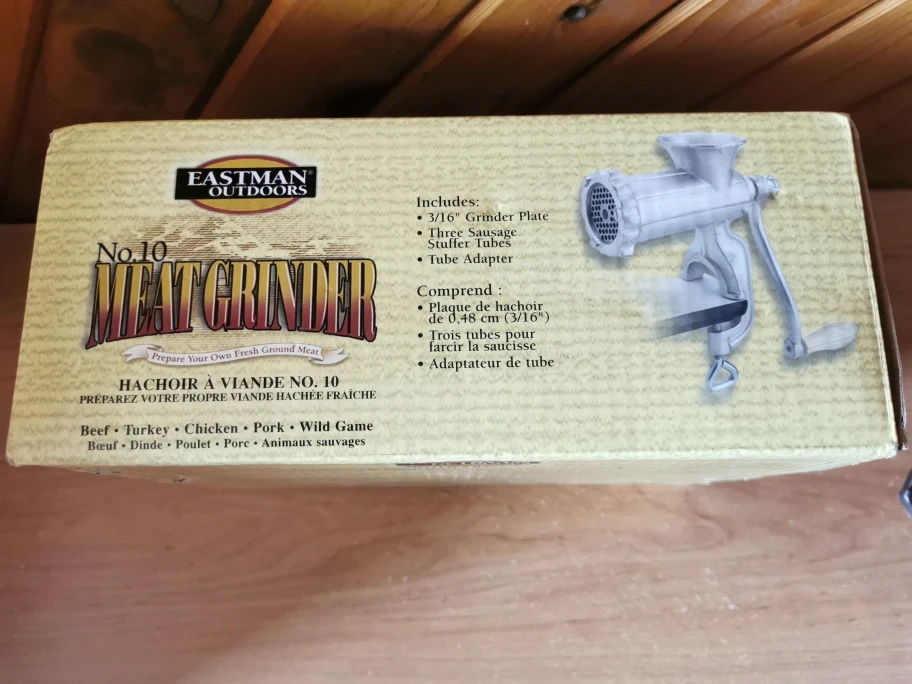 EASTMAN®
OUTDOORS
No.10
MEAT GRINDER
Prepare Your Own Fresh Ground Meat
HACHOIR À VIANDE NO. 10
PRÉPAREZ VOTRE PROPRE VIANDE HACHEE FRAÎCHE
Beef • Turkey • Chicken • Pork • Wild Game
Bœuf • Dinde • Poulet • Porc • Animaux sauvages
Includes:
• 3/16" Grinder Plate
• Three Sausage
Stuffer Tubes
• Tube Adapter
Comprend :
• Plaque de hachoir
de 0,48 cm (3/16")
• Trois tubes pour
farcir la saucisse
• Adaptateur de tube